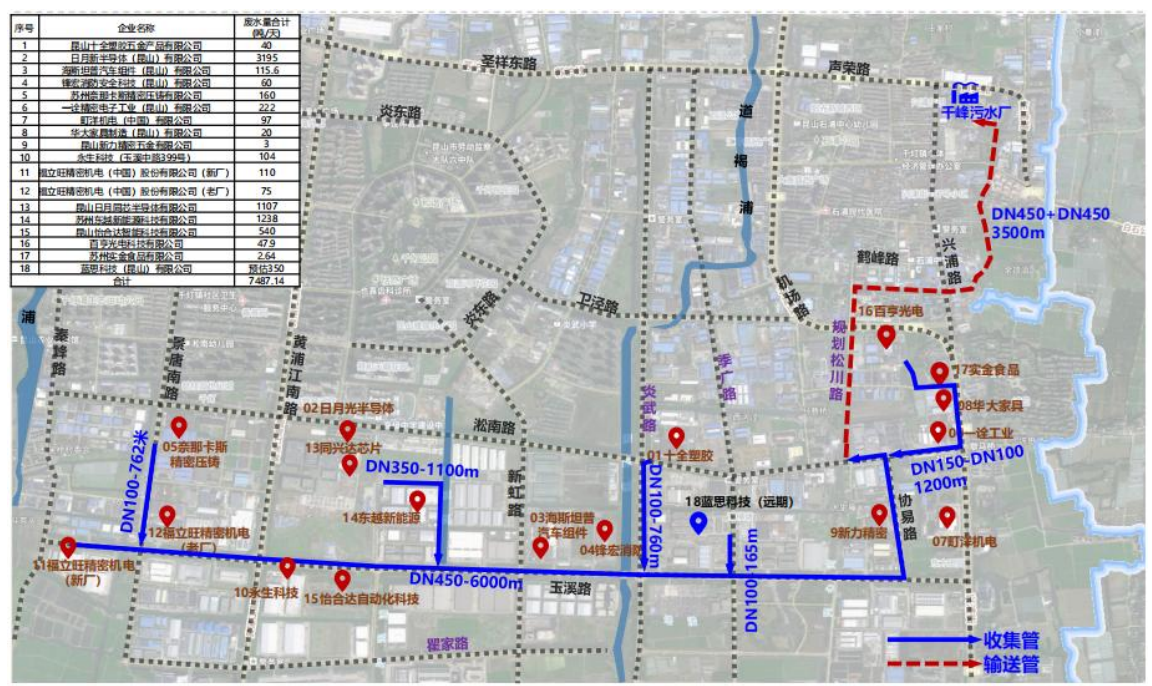 序号 企业名称 废水量合计(吨/天)
1 昆山十全塑胶五金产品有限公司 40
2 日月新半导体（昆山）有限公司 3195
3 海斯坦普汽车组件（昆山）有限公司 115.6
4 锋宏消防安全科技（昆山）有限公司 60
5 苏州奈那卡斯精密压铸有限公司 160
6 一诠精密电子工业（昆山）有限公司 222
7 町洋机电（中国）有限公司 97
8 华大家具制造（昆山）有限公司 20
9 昆山新力精密五金有限公司 3
10 永生科技（玉溪中路399号） 104
11 福立旺精密机电（中国）股份有限公司（新厂） 110
12 福立旺精密机电（中国）股份有限公司（老厂） 75
13 昆山日月同芯半导体有限公司 1107
14 苏州东越新能源科技有限公司 1238
15 昆山怡合达智能科技有限公司 540
16 百亨光电科技有限公司 47.9
17 苏州实金食品有限公司 2.64
18 蓝思科技（昆山）有限公司 预估350
合计 7487.14
圣祥东路
声荣路
千峰污水厂
炎东路
道褐浦
DN450+DN450
3500m
鹤峰路
兴浦路
机场路
卫泾路
炎东路
浦
秦峰路
景唐南路
黄浦江南路
规划松川路
16百亨光电
季广路
炎武路
17实金食品
08华大家具
一诠工业
02日月光半导体
淞南路
05奈那卡斯
精密压铸
13同兴达芯片
01十全塑胶
DN350-1100m
DN150-DN100
1200m
DN100-762米
新虹路
DN100-760m
18蓝思科技（远期）
协易路
14东越新能源
03海斯坦普
汽车组件
04锋宏消防
9新力精密
07町洋机电
12福立旺精密机电
（老厂）
11福立旺精密机电
（新厂）
DN100-165m
DN450-6000m
玉溪路
10永生科技
15怡合达自动化科技
瞿家路
收集管
输送管